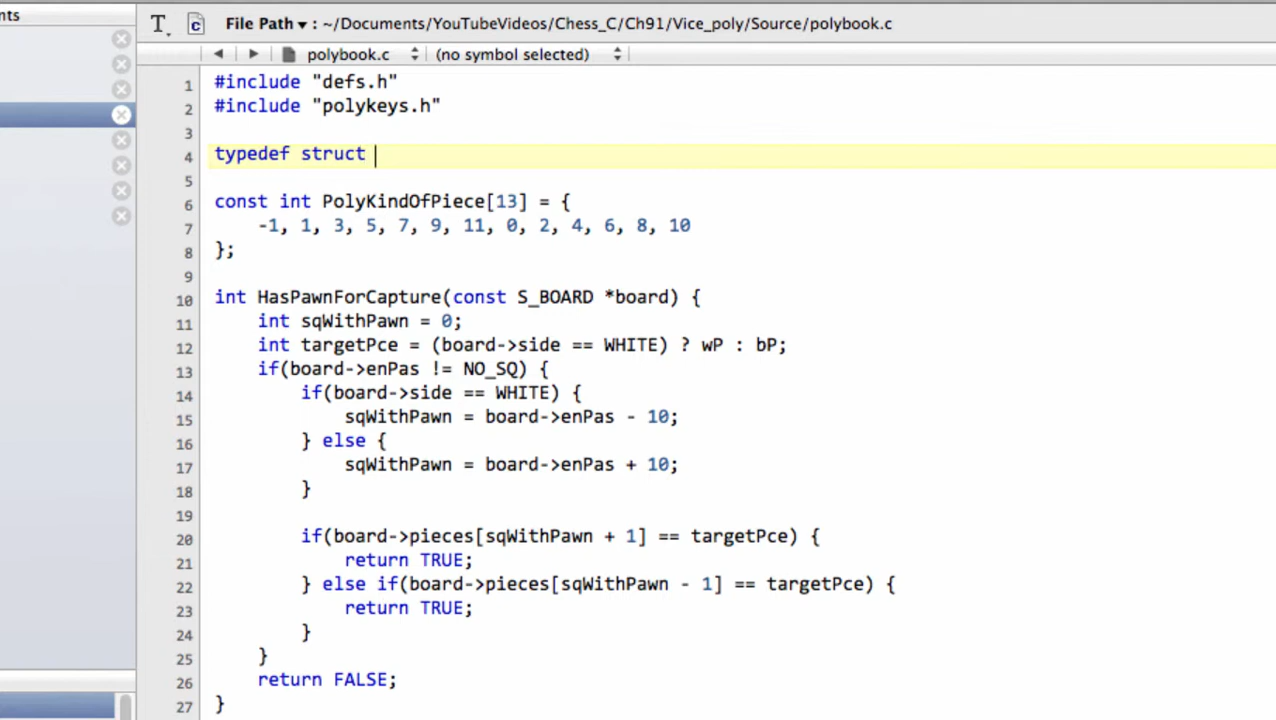 nts
File Path ▾ : ~/Documents/YouTubeVideos/Chess_C/Ch91/Vice_poly/Source/polybook.c
polybook.c (no symbol selected)
1 #include "defs.h"
2 #include "polykeys.h"
3
4 typedef struct
5
6 const int PolyKindOfPiece[13] = {
7 -1, 1, 3, 5, 7, 9, 11, 0, 2, 4, 6, 8, 10
8 };
9
10 int HasPawnForCapture(const S_BOARD *board) {
11 int sqWithPawn = 0;
12 int targetPce = (board->side == WHITE) ? wP : bP;
13 if(board->enPas != NO_SQ) {
14 if(board->side == WHITE) {
15 sqWithPawn = board->enPas - 10;
16 } else {
17 sqWithPawn = board->enPas + 10;
18 }
19
20 if(board->pieces[sqWithPawn + 1] == targetPce) {
21 return TRUE;
22 } else if(board->pieces[sqWithPawn - 1] == targetPce) {
23 return TRUE;
24 }
25 }
26 return FALSE;
27 }